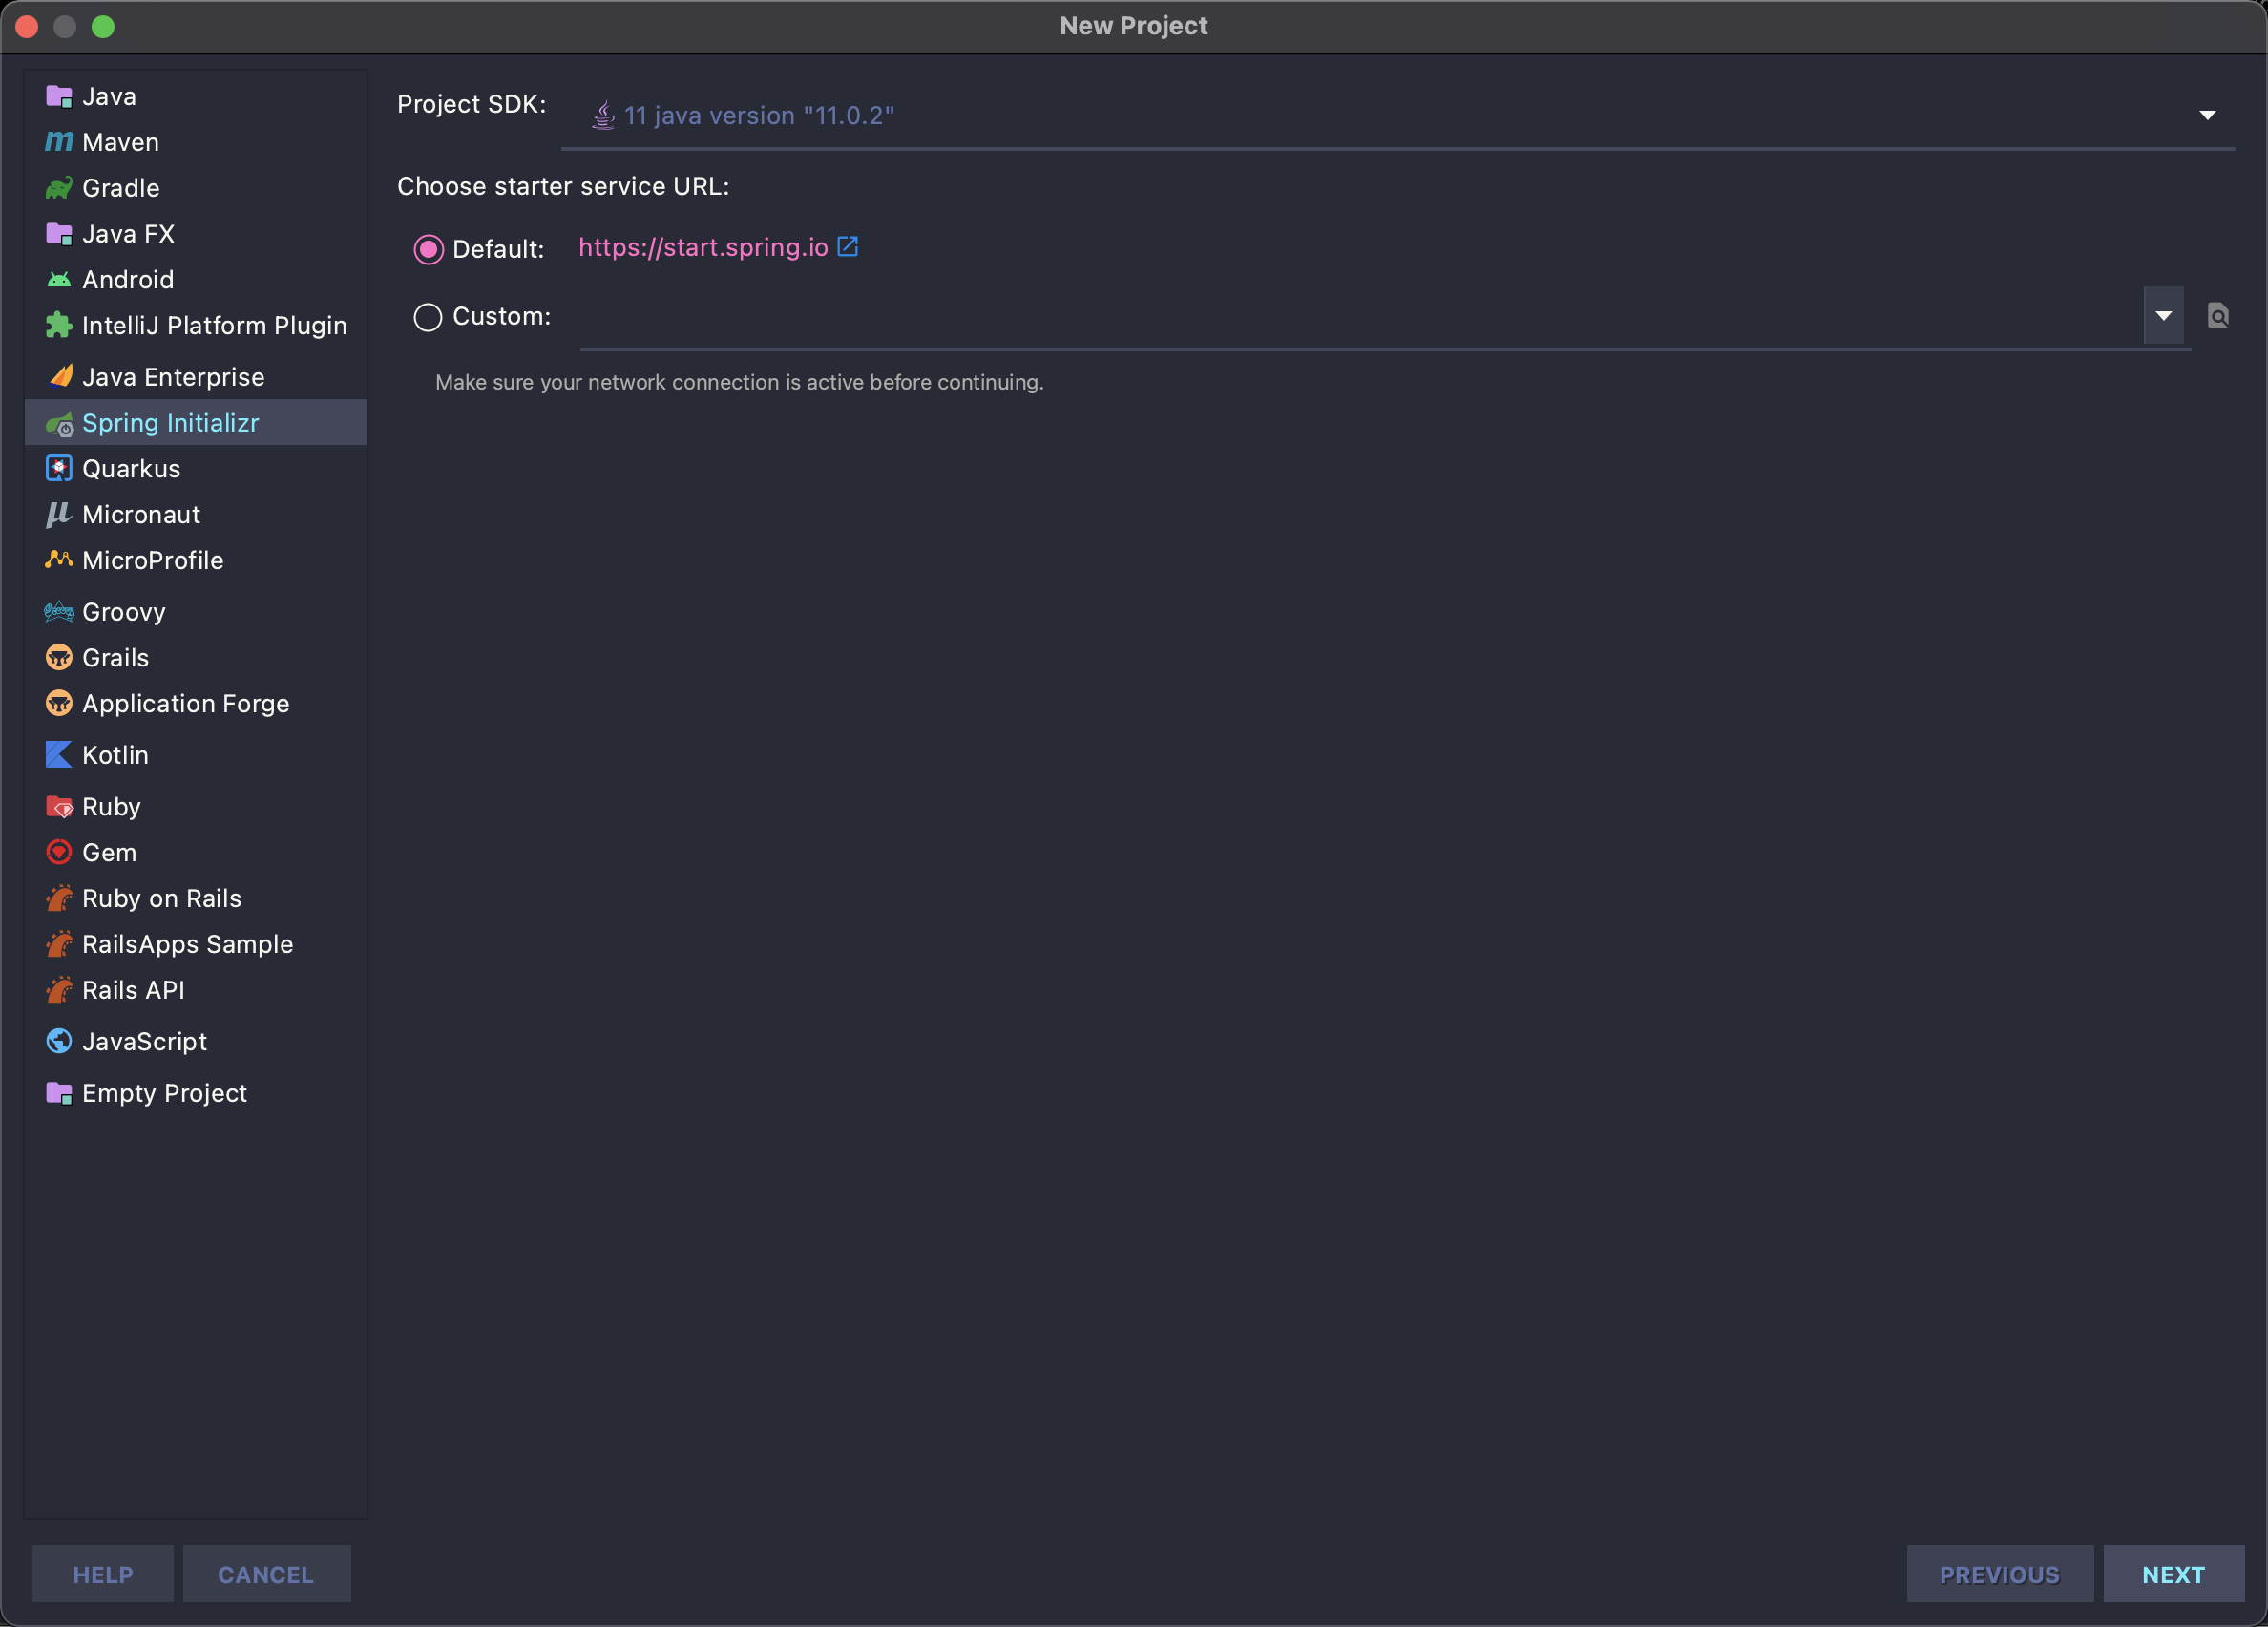 New Project
Java
Maven
Gradle
Java FX
Android
IntelliJ Platform Plugin
Java Enterprise
Spring Initializr
Quarkus
Micronaut
MicroProfile
Groovy
Grails
Application Forge
Kotlin
Ruby
Gem
Ruby on Rails
RailsApps Sample
Rails API
JavaScript
Empty Project
Project SDK: 11 java version "11.0.2"
Choose starter service URL:
Default: https://start.spring.io
Custom:
Make sure your network connection is active before continuing.
HELP CANCEL PREVIOUS NEXT